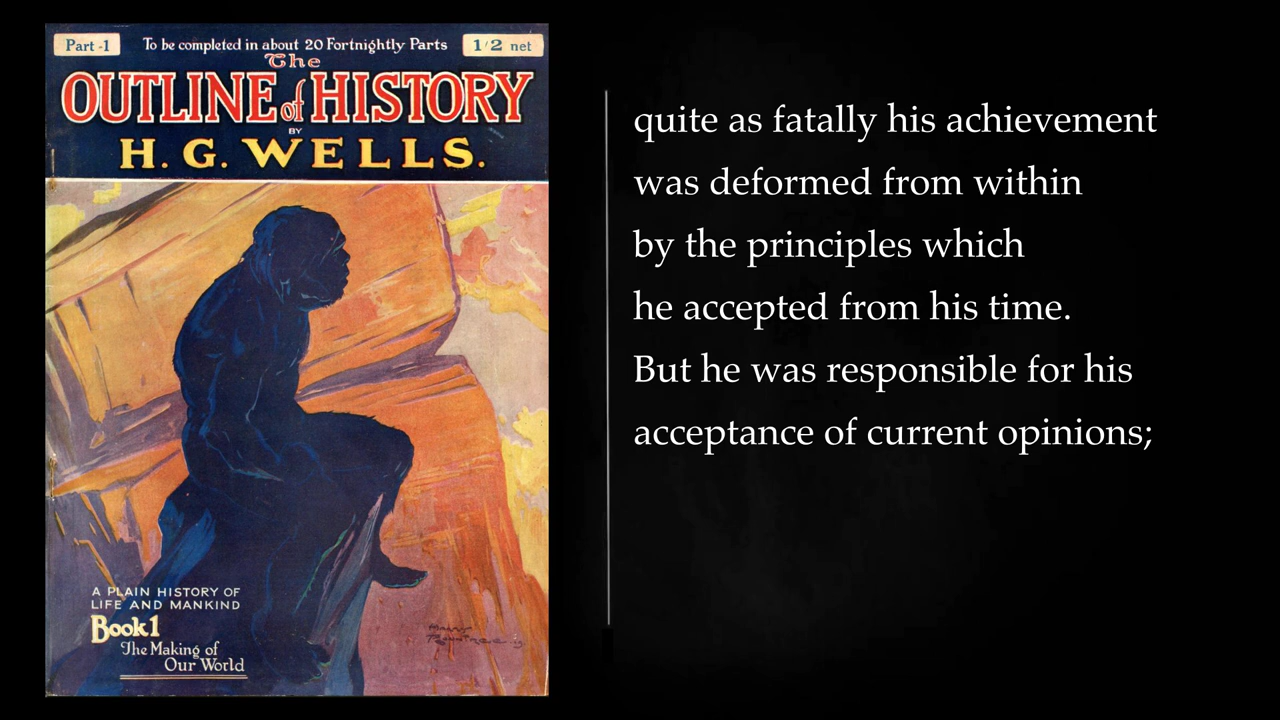 Part -1
To be completed in about 20 Fortnightly Parts
1/2 net
The
OUTLINE of HISTORY
BY
H. G. WELLS.
A PLAIN HISTORY OF
LIFE AND MANKIND
Book 1
The Making of
Our World
quite as fatally his achievement
was deformed from within
by the principles which
he accepted from his time.
But he was responsible for his
acceptance of current opinions;